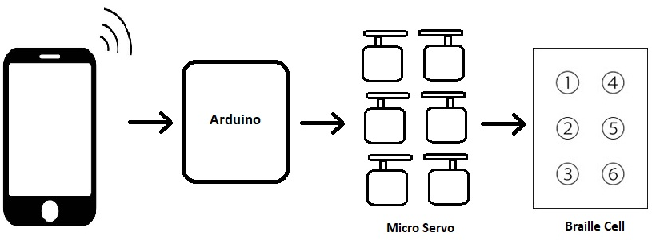 Arduino
1 4
2 5
3 6
Micro Servo
Braille Cell